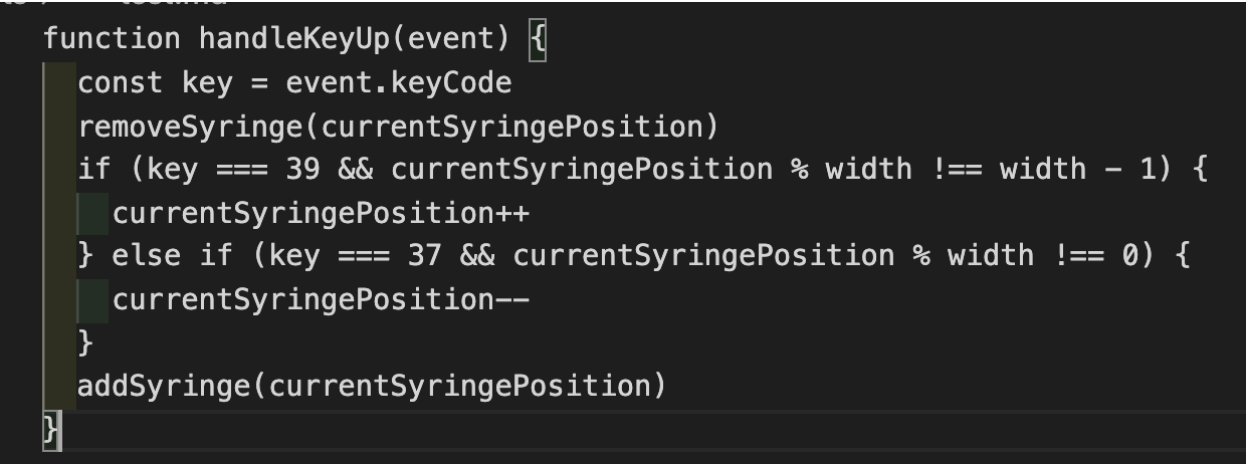 function handleKeyUp(event) {
  const key = event.keyCode
  removeSyringe(currentSyringePosition)
  if (key === 39 && currentSyringePosition % width !== width - 1) {
    currentSyringePosition++
  } else if (key === 37 && currentSyringePosition % width !== 0) {
    currentSyringePosition--
  }
  addSyringe(currentSyringePosition)
}